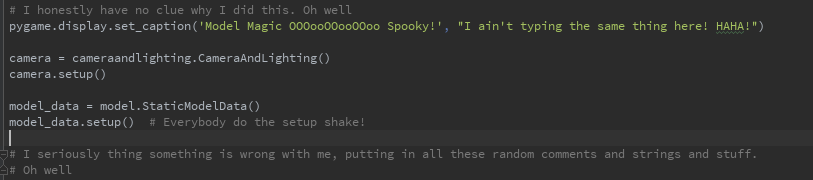 # I honestly have no clue why I did this. Oh well
pygame.display.set_caption('Model Magic OOOooOOooOOoo Spooky!', "I ain't typing the same thing here! HAHA!")
camera = cameraandlighting.CameraAndLighting()
camera.setup()
model_data = model.StaticModelData()
model_data.setup()  # Everybody do the setup shake!
# I seriously thing something is wrong with me, putting in all these random comments and strings and stuff.
# Oh well